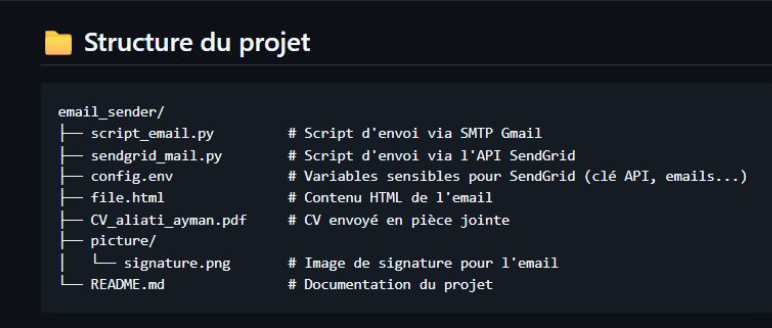 Structure du projet
email_sender/
├── script_email.py # Script d'envoi via SMTP Gmail
├── sendgrid_mail.py # Script d'envoi via l'API SendGrid
├── config.env # Variables sensibles pour SendGrid (clé API, emails...)
├── file.html # Contenu HTML de l'email
├── CV_aliati_ayman.pdf # CV envoyé en pièce jointe
├── picture/
│   └── signature.png # Image de signature pour l'email
└── README.md # Documentation du projet